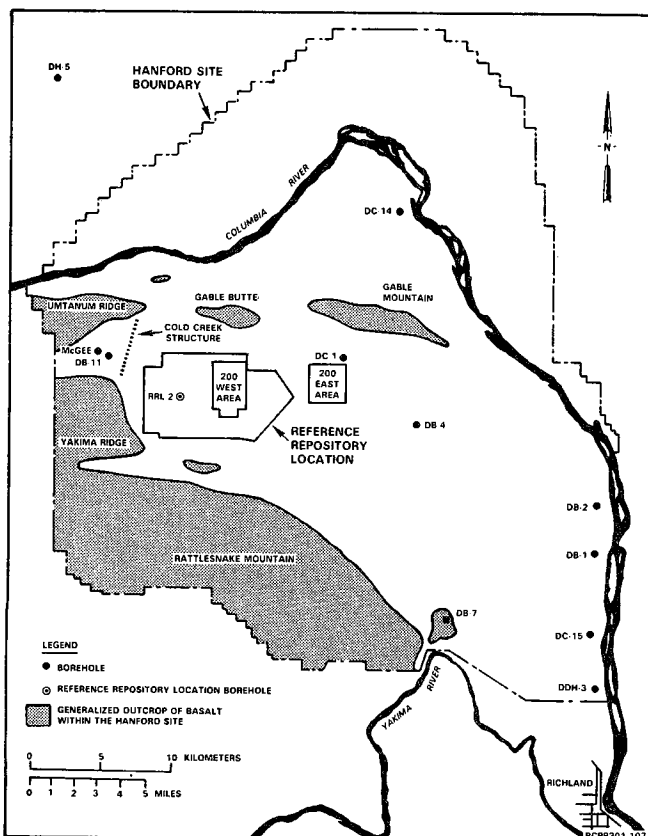 DH-5
HANFORD SITE
BOUNDARY
N
COLUMBIA RIVER
DC-14
UMTANUM RIDGE
GABLE BUTTE
GABLE
MOUNTAIN
COLD CREEK
STRUCTURE
McGEE
DB-11
DC 1
200
WEST
AREA
200
EAST
AREA
RRL 2
DB 4
REFERENCE
REPOSITORY
LOCATION
YAKIMA RIDGE
DB-2
DB-1
RATTLESNAKE MOUNTAIN
DB-7
DC-15
DDH-3
YAKIMA RIVER
LEGEND
BOREHOLE
REFERENCE REPOSITORY LOCATION BOREHOLE
GENERALIZED OUTCROP OF BASALT
WITHIN THE HANFORD SITE
0 5 10 KILOMETERS
0 1 2 3 4 5 MILES
RICHLAND